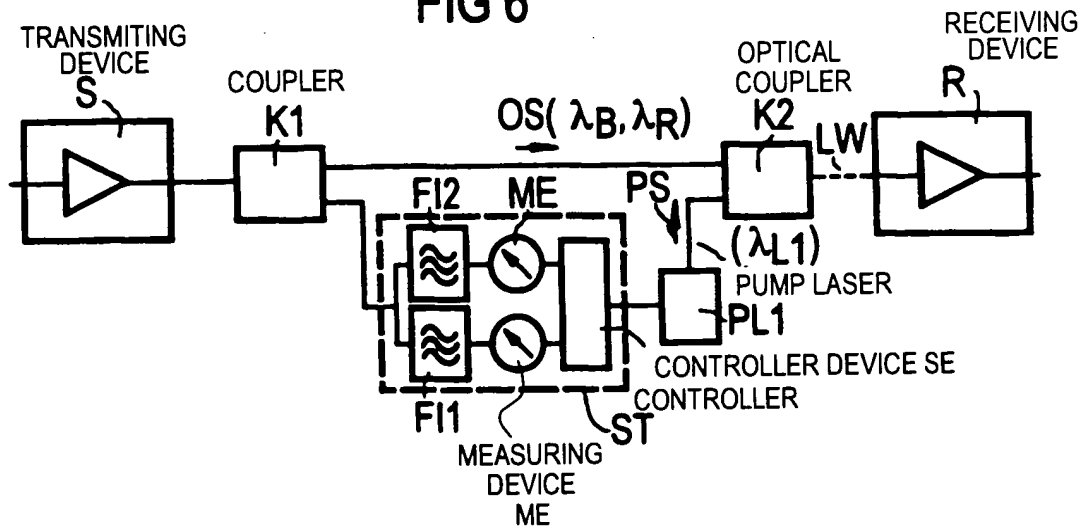 FIG 6
TRANSMITING
DEVICE
S
COUPLER
K1
OS( λB, λR)
OPTICAL
COUPLER
K2
RECEIVING
DEVICE
R
LW
PS
(λL1)
FI2
ME
PUMP LASER
PL1
CONTROLLER DEVICE SE
CONTROLLER
ST
FI1
MEASURING
DEVICE
ME